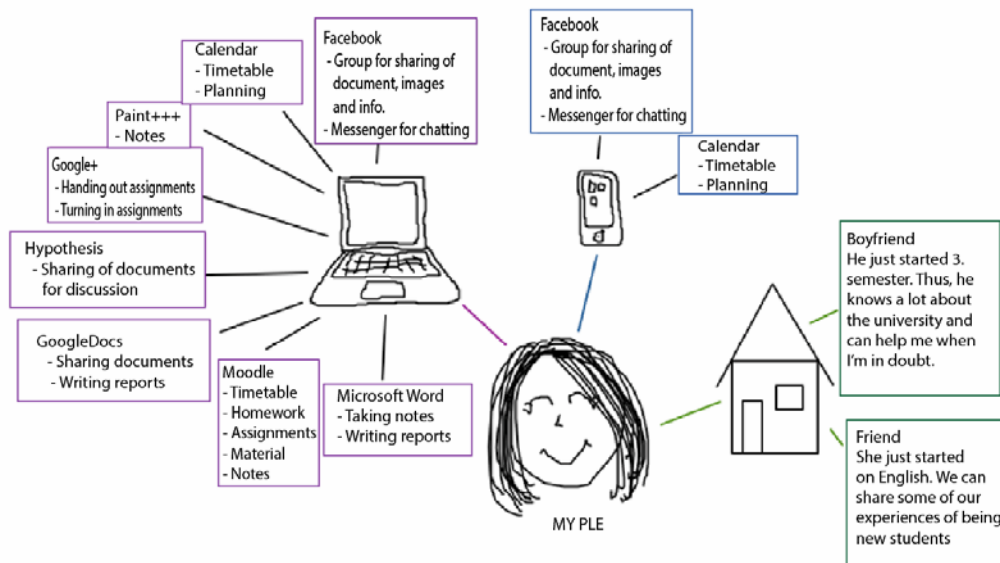 Facebook
- Group for sharing of
document, images
and info.
- Messenger for chatting
Calendar
- Timetable
- Planning
Paint+++
- Notes
Google+
- Handing out assignments
- Turning in assignments
Hypothesis
- Sharing of documents
for discussion
GoogleDocs
- Sharing documents
- Writing reports
Moodle
- Timetable
- Homework
- Assignments
- Material
- Notes
Microsoft Word
- Taking notes
- Writing reports
Facebook
- Group for sharing of
document, images
and info.
- Messenger for chatting
Calendar
- Timetable
- Planning
Boyfriend
He just started 3.
semester. Thus, he
knows a lot about
the university and
can help me when
I'm in doubt.
Friend
She just started
on English. We can
share some of our
experiences of being
new students
MY PLE